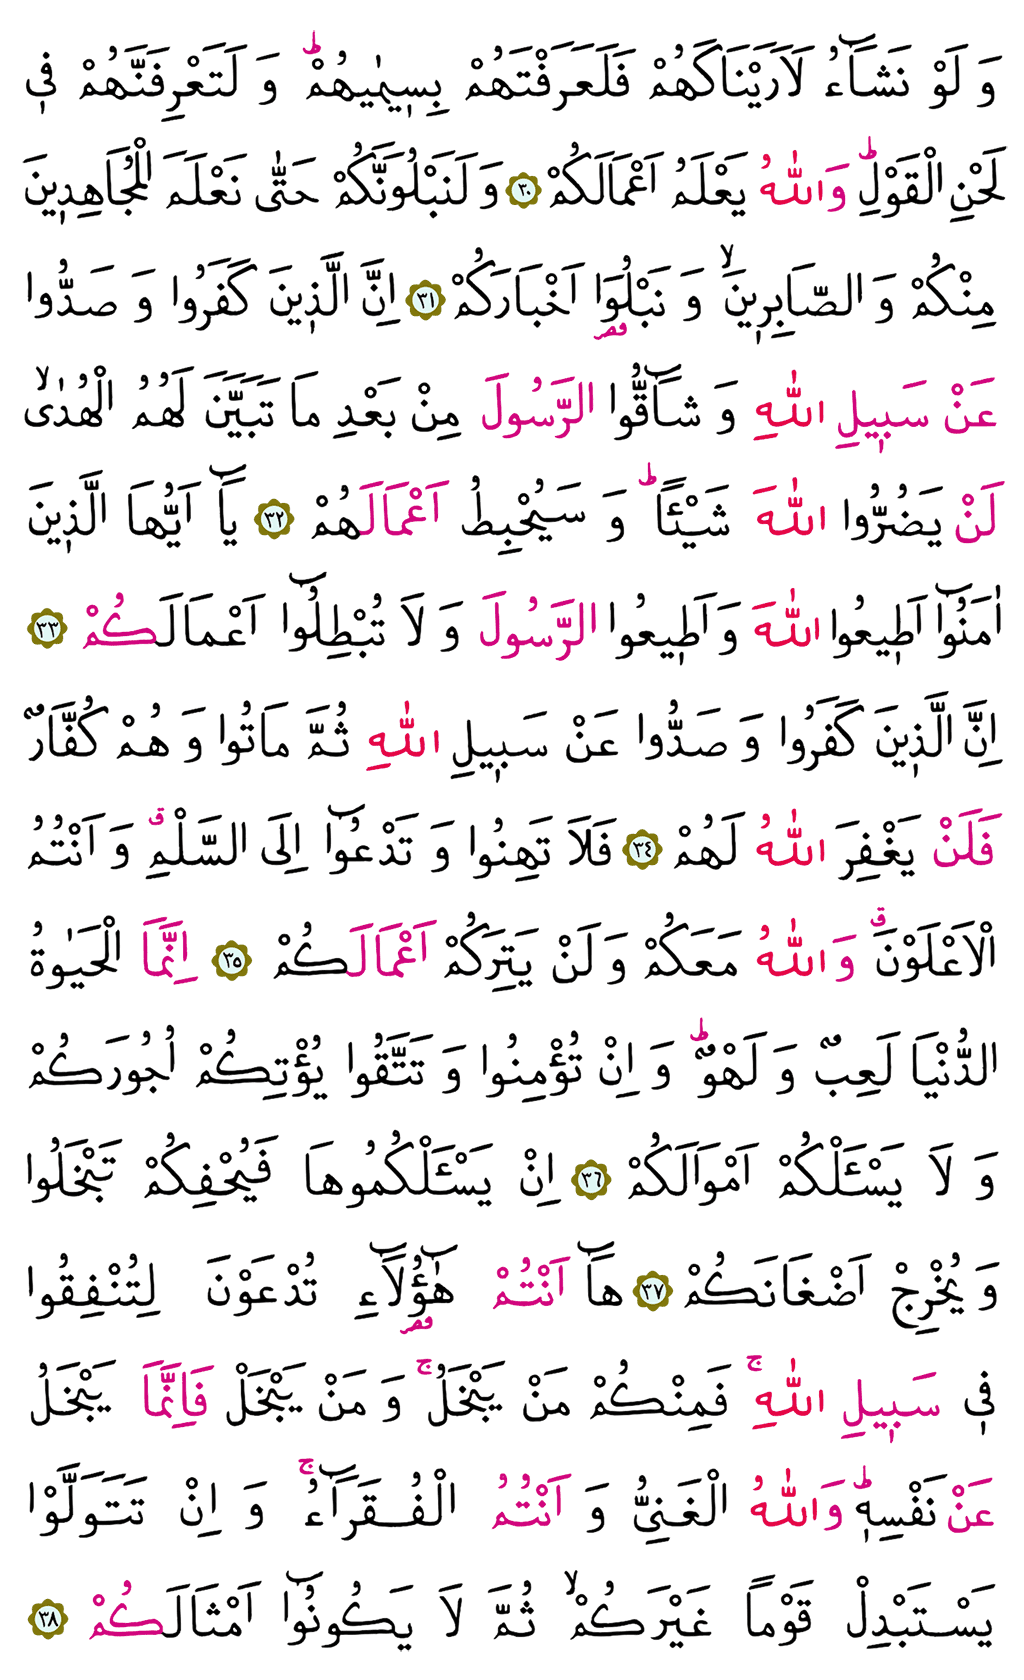 وَ لَوْ نَشَٓاءُ لَاَرَيْنَاكَهُمْ فَلَعَرَفْتَهُمْ بِسِيمٰيهُمْؕ وَ لَتَعْرِفَنَّهُمْ فِي
لَحْنِ الْقَوْلِؕ وَاللّٰهُ يَعْلَمُ اَعْمَالَكُمْ ﴿٣٠﴾ وَ لَنَبْلُوَنَّكُمْ حَتّٰى نَعْلَمَ الْمُجَاهِدِينَ
مِنْكُمْ وَ الصَّابِرِينَۙ وَ نَبْلُوَا اَخْبَارَكُمْ ﴿٣١﴾ اِنَّ الَّذِينَ كَفَرُوا وَ صَدُّوا
عَنْ سَبِيلِ اللّٰهِ وَ شَٓاقُّوا الرَّسُولَ مِنْ بَعْدِ مَا تَبَيَّنَ لَهُمُ الْهُدٰىۙ
لَنْ يَضُرُّوا اللّٰهَ شَيْئًاؕ وَ سَيُحْبِطُ اَعْمَالَهُمْ ﴿٣٢﴾ يَٓا اَيُّهَا الَّذِينَ
اٰمَنُٓوا اَطِيعُوا اللّٰهَ وَ اَطِيعُوا الرَّسُولَ وَ لَا تُبْطِلُٓوا اَعْمَالَكُمْ ﴿٣٣﴾
اِنَّ الَّذِينَ كَفَرُوا وَ صَدُّوا عَنْ سَبِيلِ اللّٰهِ ثُمَّ مَاتُوا وَ هُمْ كُفَّارٌ
فَلَنْ يَغْفِرَ اللّٰهُ لَهُمْ ﴿٣٤﴾ فَلَا تَهِنُوا وَ تَدْعُٓوا اِلَى السَّلْمِۗ وَ اَنْتُمُ
الْاَعْلَوْنَۗ وَ اللّٰهُ مَعَكُمْ وَ لَنْ يَتِرَكُمْ اَعْمَالَكُمْ ﴿٣٥﴾ اِنَّمَا الْحَيٰوةُ
الدُّنْيَا لَعِبٌ وَ لَهْوٌؕ وَ اِنْ تُؤْمِنُوا وَ تَتَّقُوا يُؤْتِكُمْ اُجُورَكُمْ
وَ لَا يَسْـَٔلْكُمْ اَمْوَالَكُمْ ﴿٣٦﴾ اِنْ يَسْـَٔلْكُمُوهَا فَيُحْفِكُمْ تَبْخَلُوا
وَ يُخْرِجْ اَضْغَانَكُمْ ﴿٣٧﴾ هَٓا اَنْتُمْ هٰٓؤُ۬لَٓاءِ تُدْعَوْنَ لِتُنْفِقُوا
فِي سَبِيلِ اللّٰهِۚ فَمِنْكُمْ مَنْ يَبْخَلُۚ وَ مَنْ يَبْخَلْ فَاِنَّمَا يَبْخَلُ
عَنْ نَفْسِهِؕ وَاللّٰهُ الْغَنِيُّ وَ اَنْتُمُ الْفُقَرَٓاءُۚ وَ اِنْ تَتَوَلَّوْا
يَسْتَبْدِلْ قَوْمًا غَيْرَكُمْۙ ثُمَّ لَا يَكُونُٓوا اَمْثَالَكُمْ ﴿٣٨﴾